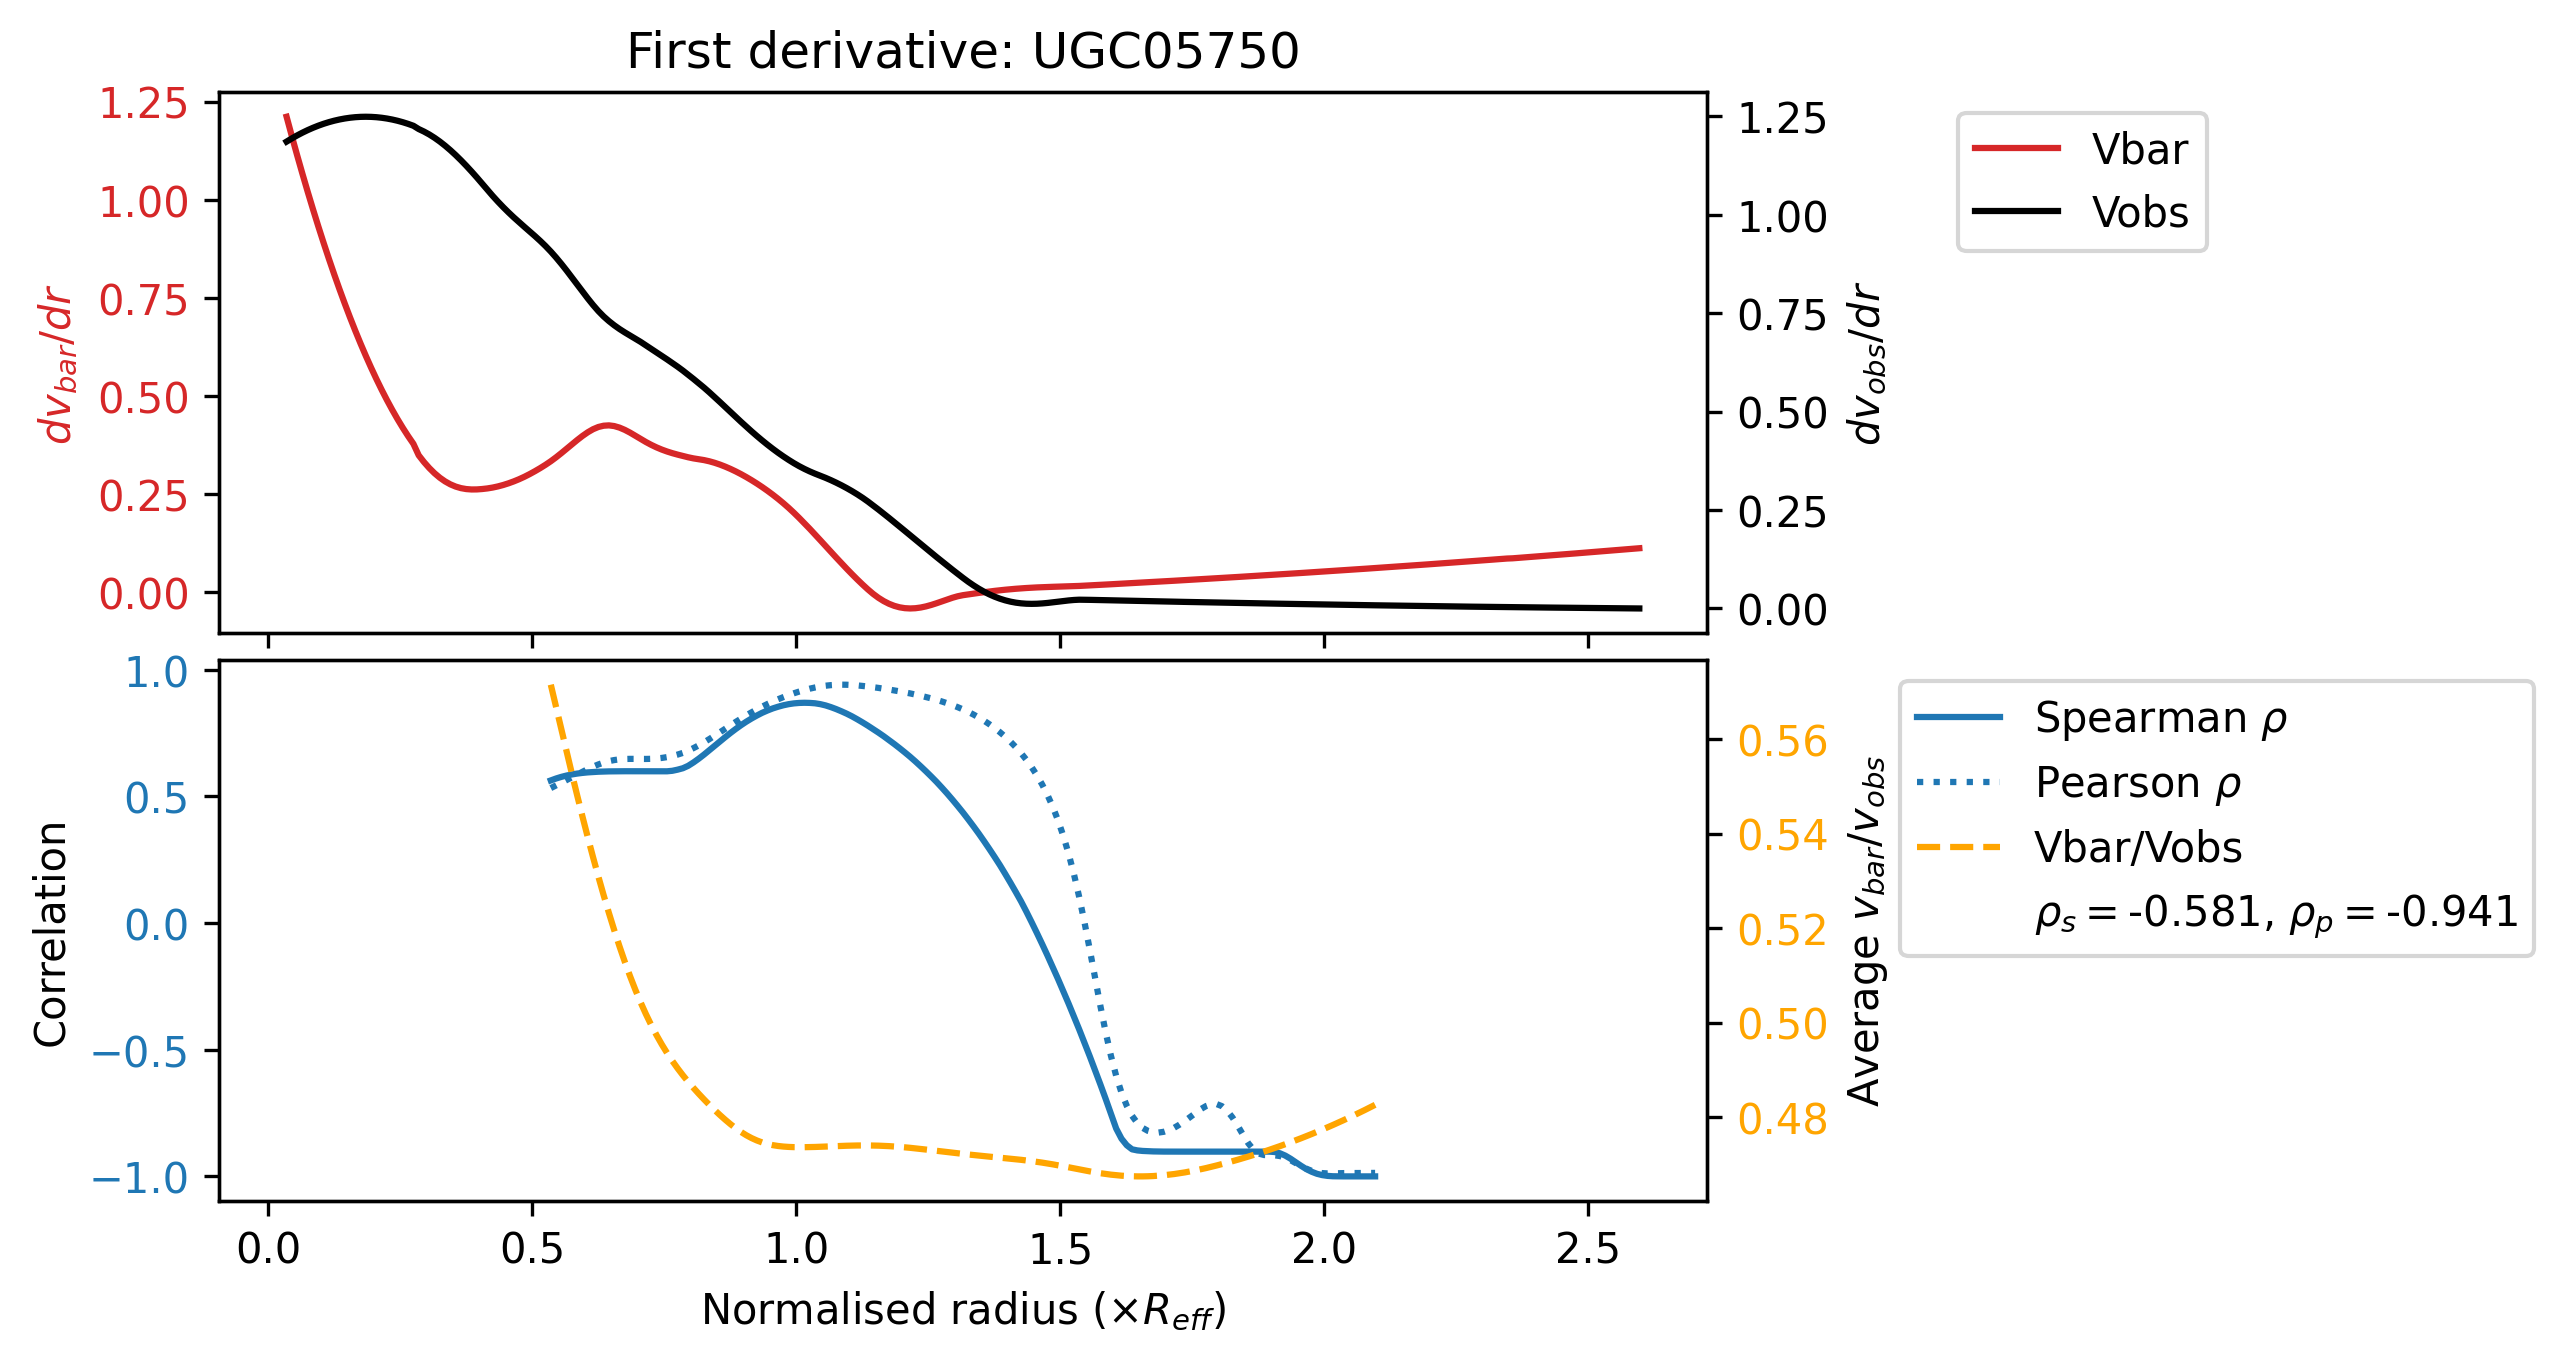 First derivative: UGC05750
1.25
1.00
0.75
0.50
0.25
0.00
dv_bar/dr
1.25
1.00
0.75
0.50
0.25
0.00
dv_obs/dr
Vbar
Vobs
1.0
0.5
0.0
−0.5
−1.0
Correlation
0.56
0.54
0.52
0.50
0.48
Average v_bar/v_obs
Spearman ρ
Pearson ρ
Vbar/Vobs
ρ_s = -0.581, ρ_p = -0.941
0.0 0.5 1.0 1.5 2.0 2.5
Normalised radius (×R_eff)